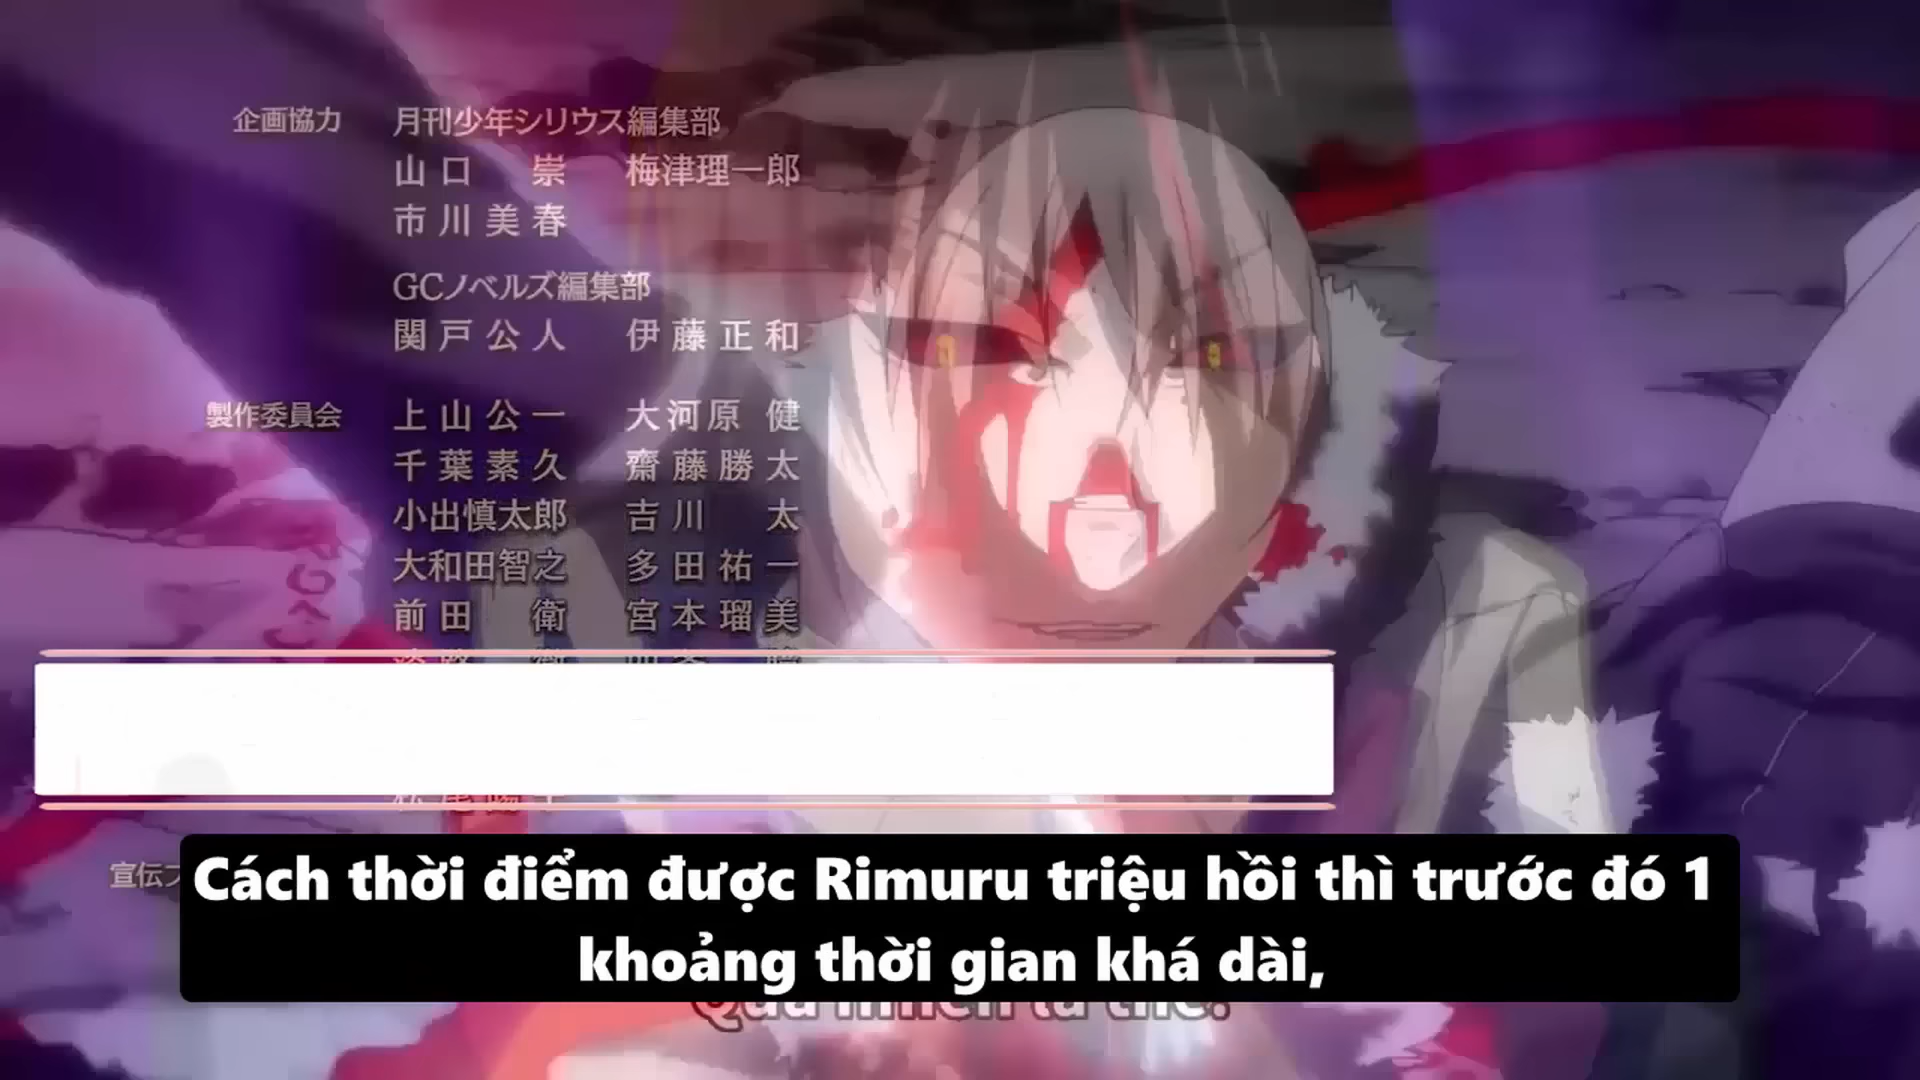 企画協力 月刊少年シリウス編集部
山口 崇 梅津理一郎
市川美春
GCノベルズ編集部
関戸公人 伊藤正和
製作委員会 上山公一 大河原 健
千葉素久 齋藤勝太
小出慎太郎 吉川 太
大和田智之 多田祐一
前田 衛 宮本瑠美
宣伝
Cách thời điểm được Rimuru triệu hồi thì trước đó 1
khoảng thời gian khá dài,